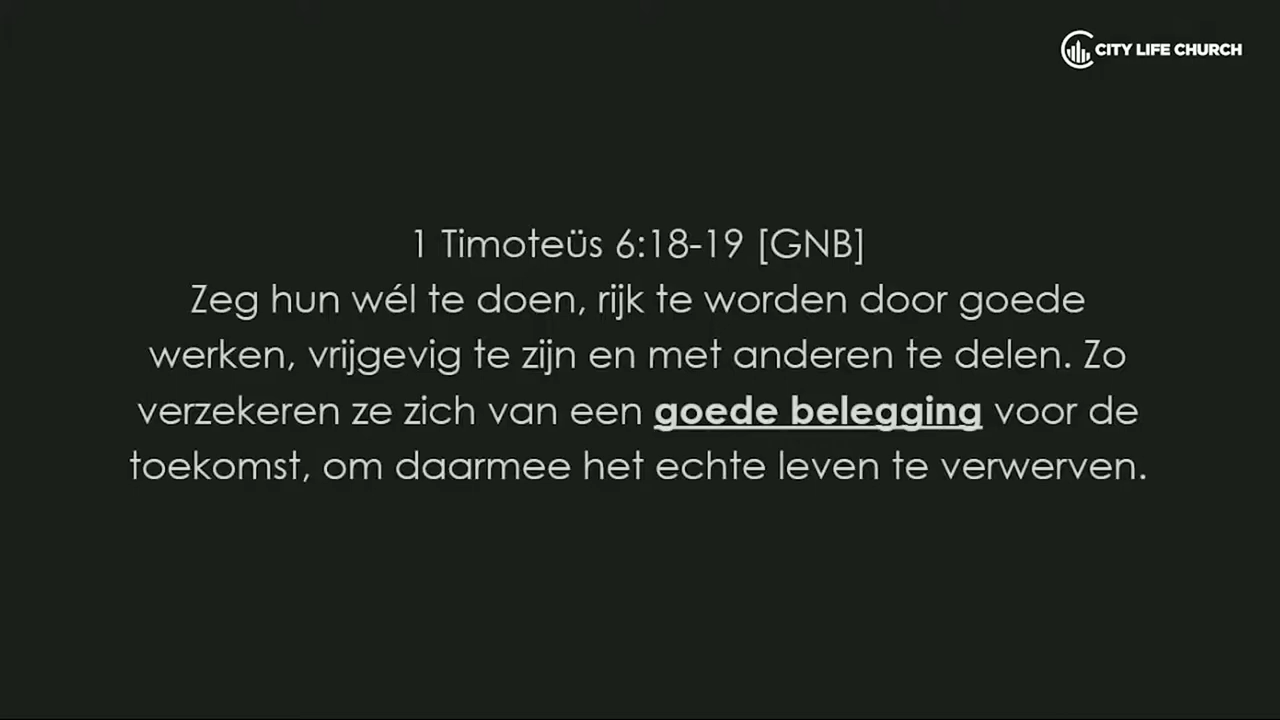 CITY LIFE CHURCH
1 Timoteüs 6:18-19 [GNB]
Zeg hun wél te doen, rijk te worden door goede
werken, vrijgevig te zijn en met anderen te delen. Zo
verzekeren ze zich van een goede belegging voor de
toekomst, om daarmee het echte leven te verwerven.